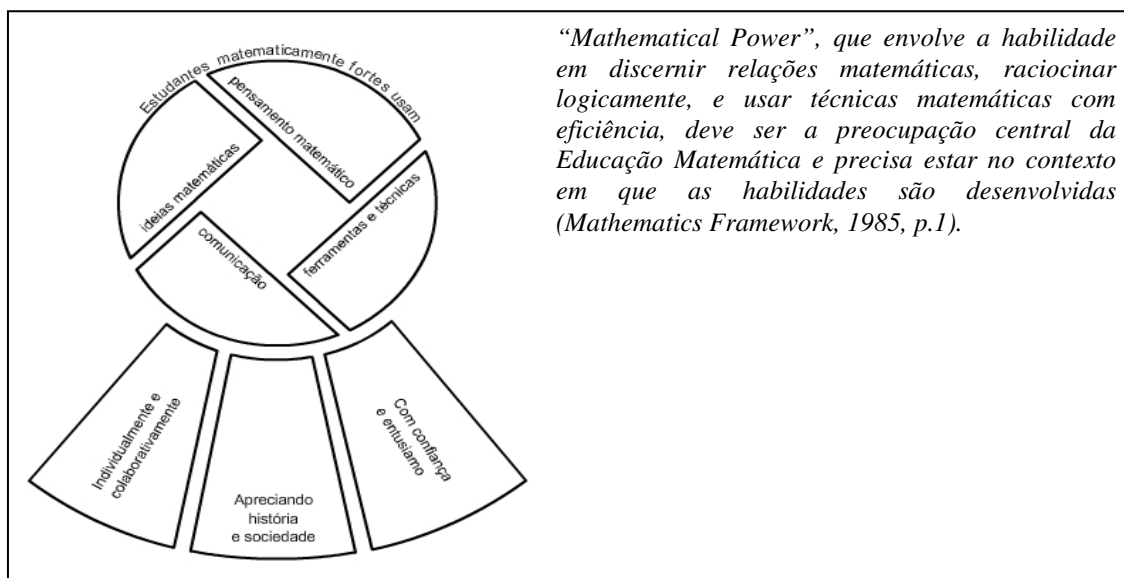 Estudantes matematicamente fortes usam
pensamento matemático
ideias matemáticas
ferramentas e técnicas
comunicação
Individualmente e
colaborativamente
Apreciando
história
e sociedade
Com confiança
e entusiamo
“Mathematical Power”, que envolve a habilidade
em discernir relações matemáticas, raciocinar
logicamente, e usar técnicas matemáticas com
eficiência, deve ser a preocupação central da
Educação Matemática e precisa estar no contexto
em que as habilidades são desenvolvidas
(Mathematics Framework, 1985, p.1).